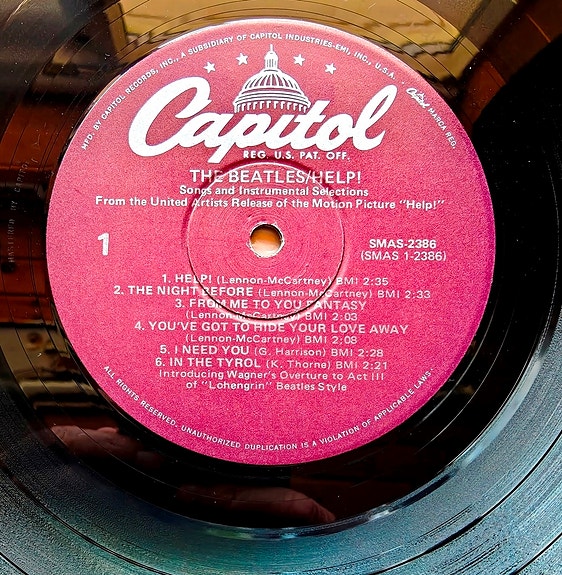 MFD. BY CAPITOL RECORDS, INC., A SUBSIDIARY OF CAPITOL INDUSTRIES-EMI, INC., U.S.A.
Capitol MARCA REG.
Capitol
REG. U.S. PAT. OFF.
THE BEATLES/HELP!
Songs and Instrumental Selections
From the United Artists Release of the Motion Picture "Help!"
1
SMAS-2386
(SMAS 1-2386)
1. HELP! (Lennon-McCartney) BMI 2:35
2. THE NIGHT BEFORE (Lennon-McCartney) BMI 2:33
3. FROM ME TO YOU FANTASY
(Lennon-McCartney) BMI 2:03
4. YOU'VE GOT TO HIDE YOUR LOVE AWAY
(Lennon-McCartney) BMI 2:08
5. I NEED YOU (G. Harrison) BMI 2:28
6. IN THE TYROL (K. Thorne) BMI 2:21
Introducing Wagner's Overture to Act III
of "Lohengrin" Beatles Style
ALL RIGHTS RESERVED. UNAUTHORIZED DUPLICATION IS A VIOLATION OF APPLICABLE LAWS.
MASTERED BY CAPITOL